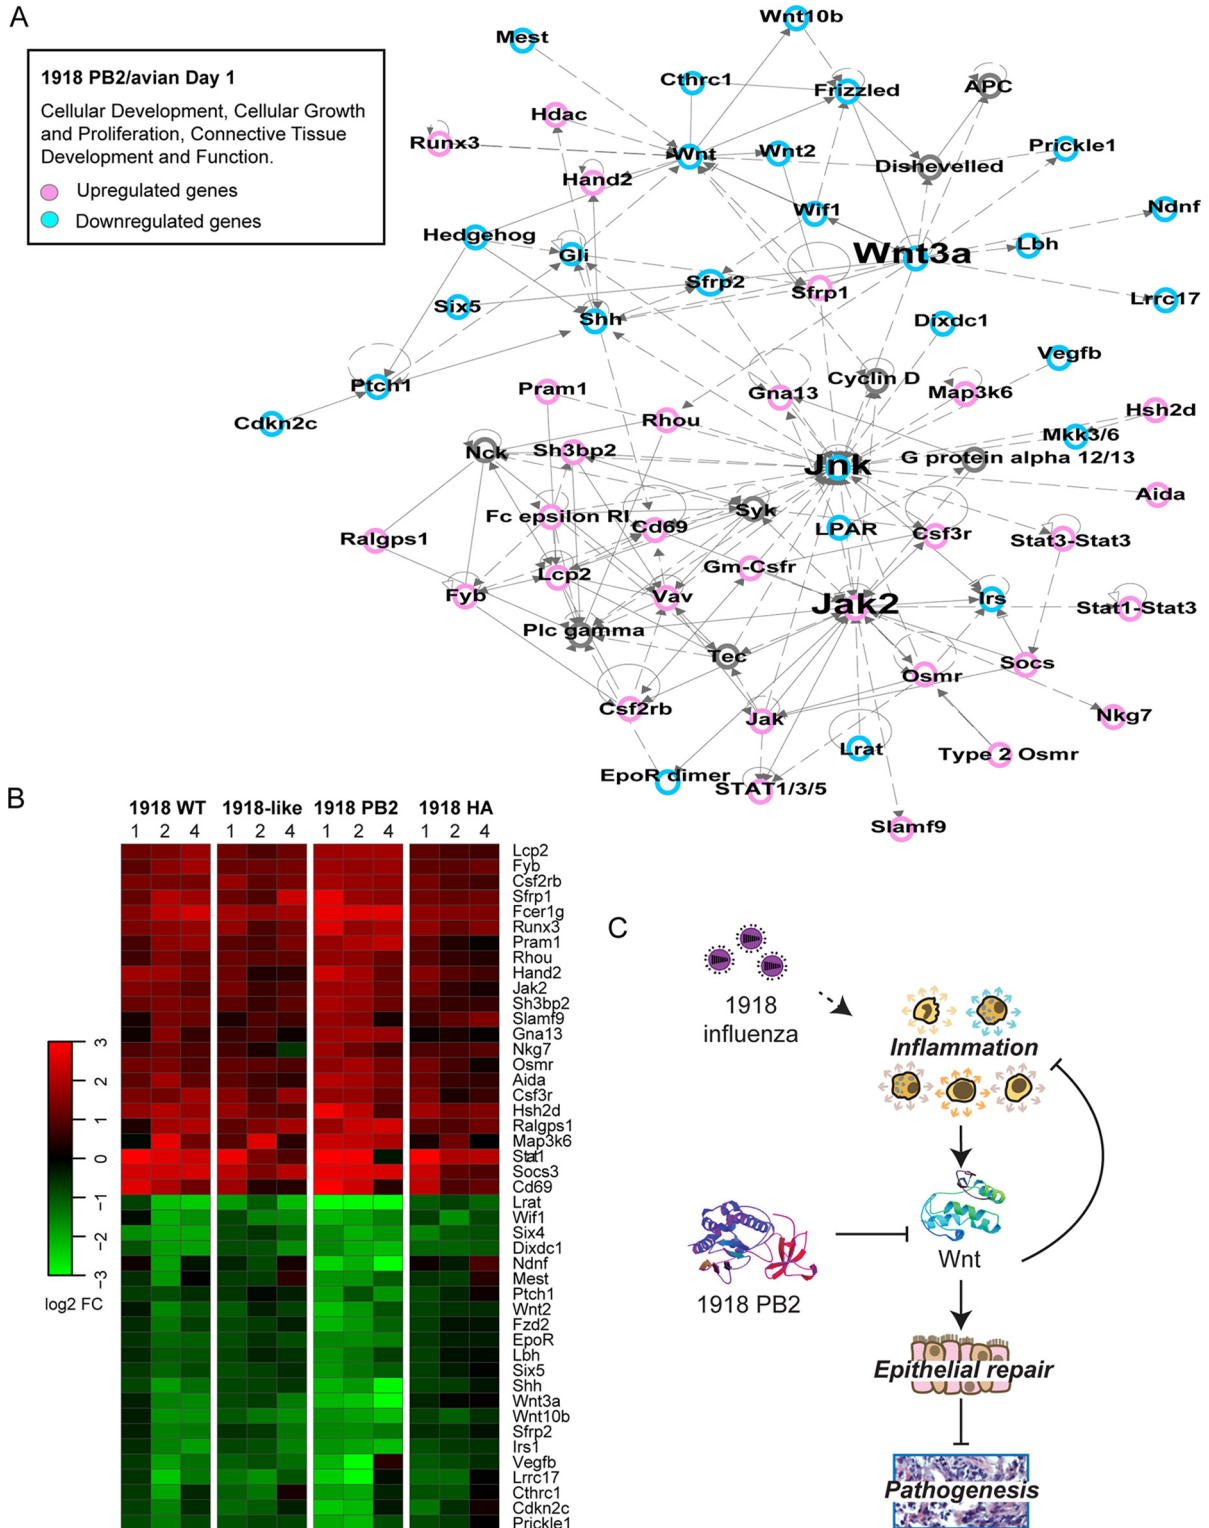 A
1918 PB2/avian Day 1
Cellular Development, Cellular Growth
and Proliferation, Connective Tissue
Development and Function.
Upregulated genes
Downregulated genes
Wnt10b
Mest
Cthrc1
Frizzled
APC
Hdac
Runx3
Wnt
Wnt2
Dishevelled
Prickle1
Hand2
Wif1
Ndnf
Hedgehog
Gli
Wnt3a
Lbh
Sfrp2
Sfrp1
Six5
Shh
Lrrc17
Dixdc1
Vegfb
Ptch1
Pram1
Gna13
Cyclin D
Map3k6
Cdkn2c
Rhou
Hsh2d
Mkk3/6
Nck
Sh3bp2
Jnk
G protein alpha 12/13
Aida
Syk
Fc epsilon RI
Cd69
LPAR
Csf3r
Stat3-Stat3
Ralgps1
Lcp2
Gm-Csfr
Fyb
Vav
Jak2
Irs
Stat1-Stat3
Plc gamma
Tec
Osmr
Socs
Csf2rb
Jak
Nkg7
Lrat
Type 2 Osmr
EpoR dimer
STAT1/3/5
Slamf9
B
1918 WT 1918-like 1918 PB2 1918 HA
1 2 4 1 2 4 1 2 4 1 2 4
Lcp2
Fyb
Csf2rb
Sfrp1
Fcer1g
Runx3
Pram1
Rhou
Hand2
Jak2
Sh3bp2
Slamf9
Gna13
Nkg7
Osmr
Aida
Csf3r
Hsh2d
Ralgps1
Map3k6
Stat1
Socs3
Cd69
Lrat
Wif1
Six4
Dixdc1
Ndnf
Mest
Ptch1
Wnt2
Fzd2
EpoR
Lbh
Six5
Shh
Wnt3a
Wnt10b
Sfrp2
Irs1
Vegfb
Lrrc17
Cthrc1
Cdkn2c
Prickle1
3
2
1
0
−1
−2
−3
log2 FC
C
1918
influenza
Inflammation
Wnt
1918 PB2
Epithelial repair
Pathogenesis